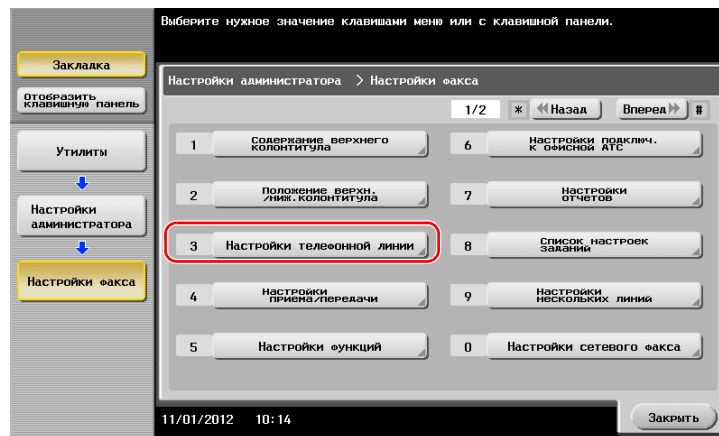 Выберите нужное значение клавишами меню или с клавишной панели.
Закладка
Отобразить
клавишную панель
Утилиты
Настройки
администратора
Настройки факса
Настройки администратора > Настройки факса
1/2 * Назад Вперед #
1 Содержание верхнего
колонтитула
2 Положение верхн.
/ниж.колонтитула
3 Настройки телефонной линии
4 Настройки
приема/передачи
5 Настройки функций
6 Настройки подключ.
к офисной АТС
7 Настройки
отчетов
8 Список настроек
заданий
9 Настройки
нескольких линий
0 Настройки сетевого факса
11/01/2012 10:14
Закрыть